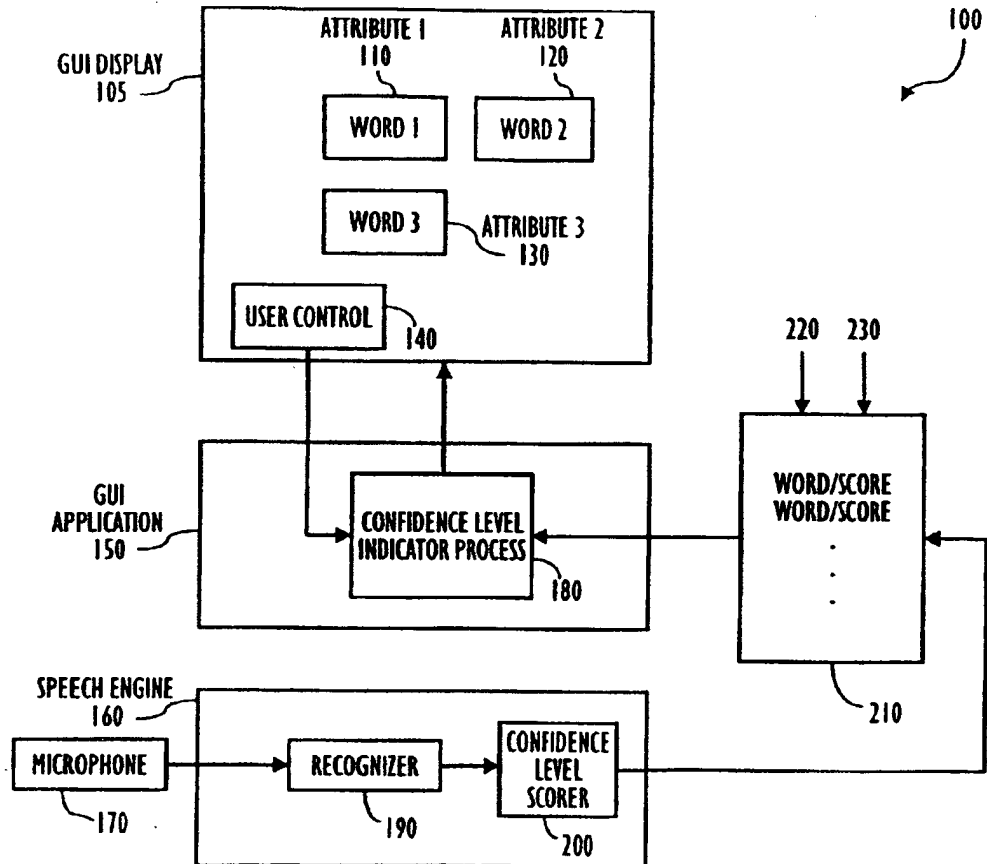 100
ATTRIBUTE 1
110
ATTRIBUTE 2
120
GUI DISPLAY
105
WORD 1
WORD 2
WORD 3
ATTRIBUTE 3
130
USER CONTROL
140
220
230
GUI
APPLICATION
150
CONFIDENCE LEVEL
INDICATOR PROCESS
180
WORD/SCORE
WORD/SCORE
.
.
.
210
SPEECH ENGINE
160
MICROPHONE
170
RECOGNIZER
190
CONFIDENCE
LEVEL
SCORER
200